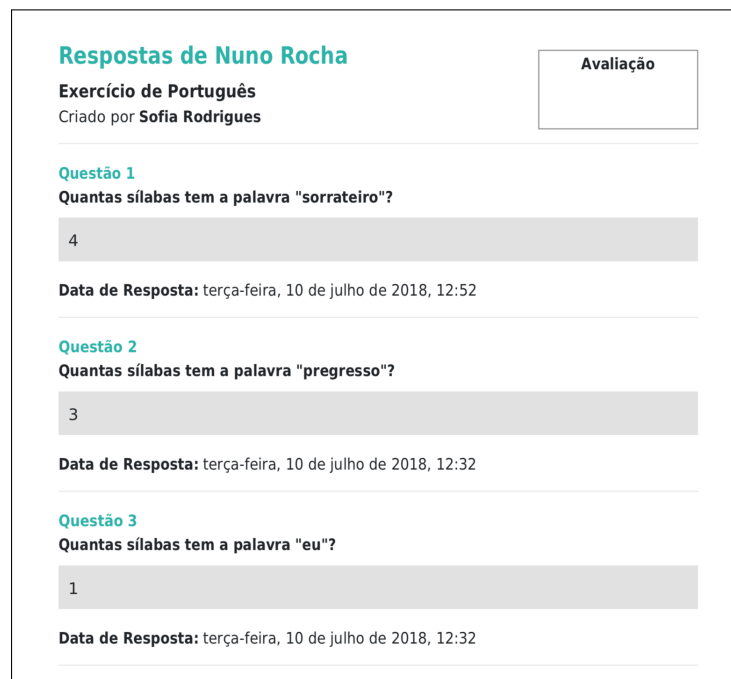 Respostas de Nuno Rocha
Avaliação
Exercício de Português
Criado por Sofia Rodrigues
Questão 1
Quantas sílabas tem a palavra "sorrateiro"?
4
Data de Resposta: terça-feira, 10 de julho de 2018, 12:52
Questão 2
Quantas sílabas tem a palavra "pregresso"?
3
Data de Resposta: terça-feira, 10 de julho de 2018, 12:32
Questão 3
Quantas sílabas tem a palavra "eu"?
1
Data de Resposta: terça-feira, 10 de julho de 2018, 12:32